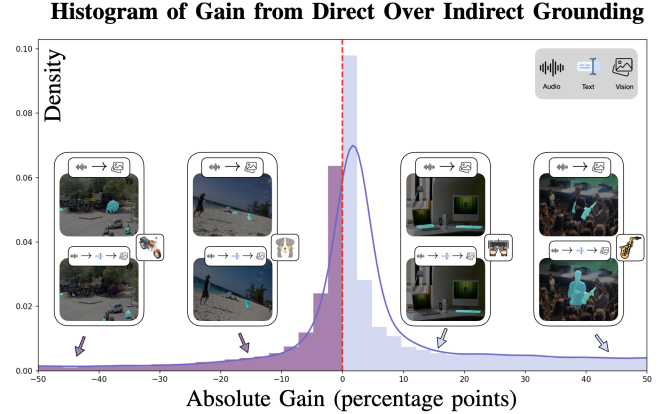 Histogram of Gain from Direct Over Indirect Grounding
Density
0.10
0.08
0.06
0.04
0.02
0.00
Audio Text Vision
−50 −40 −30 −20 −10 0 10 20 30 40 50
Absolute Gain (percentage points)